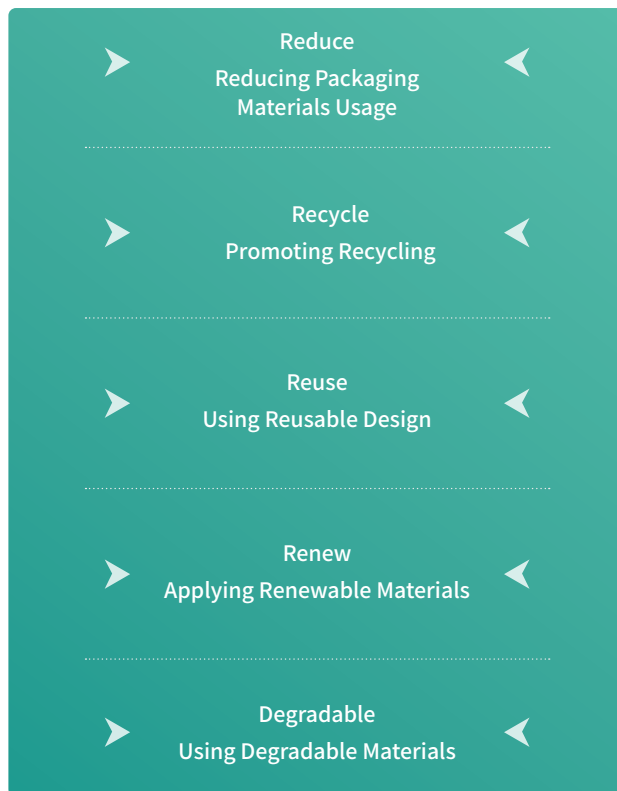 Reduce
Reducing Packaging
Materials Usage
Recycle
Promoting Recycling
Reuse
Using Reusable Design
Renew
Applying Renewable Materials
Degradable
Using Degradable Materials